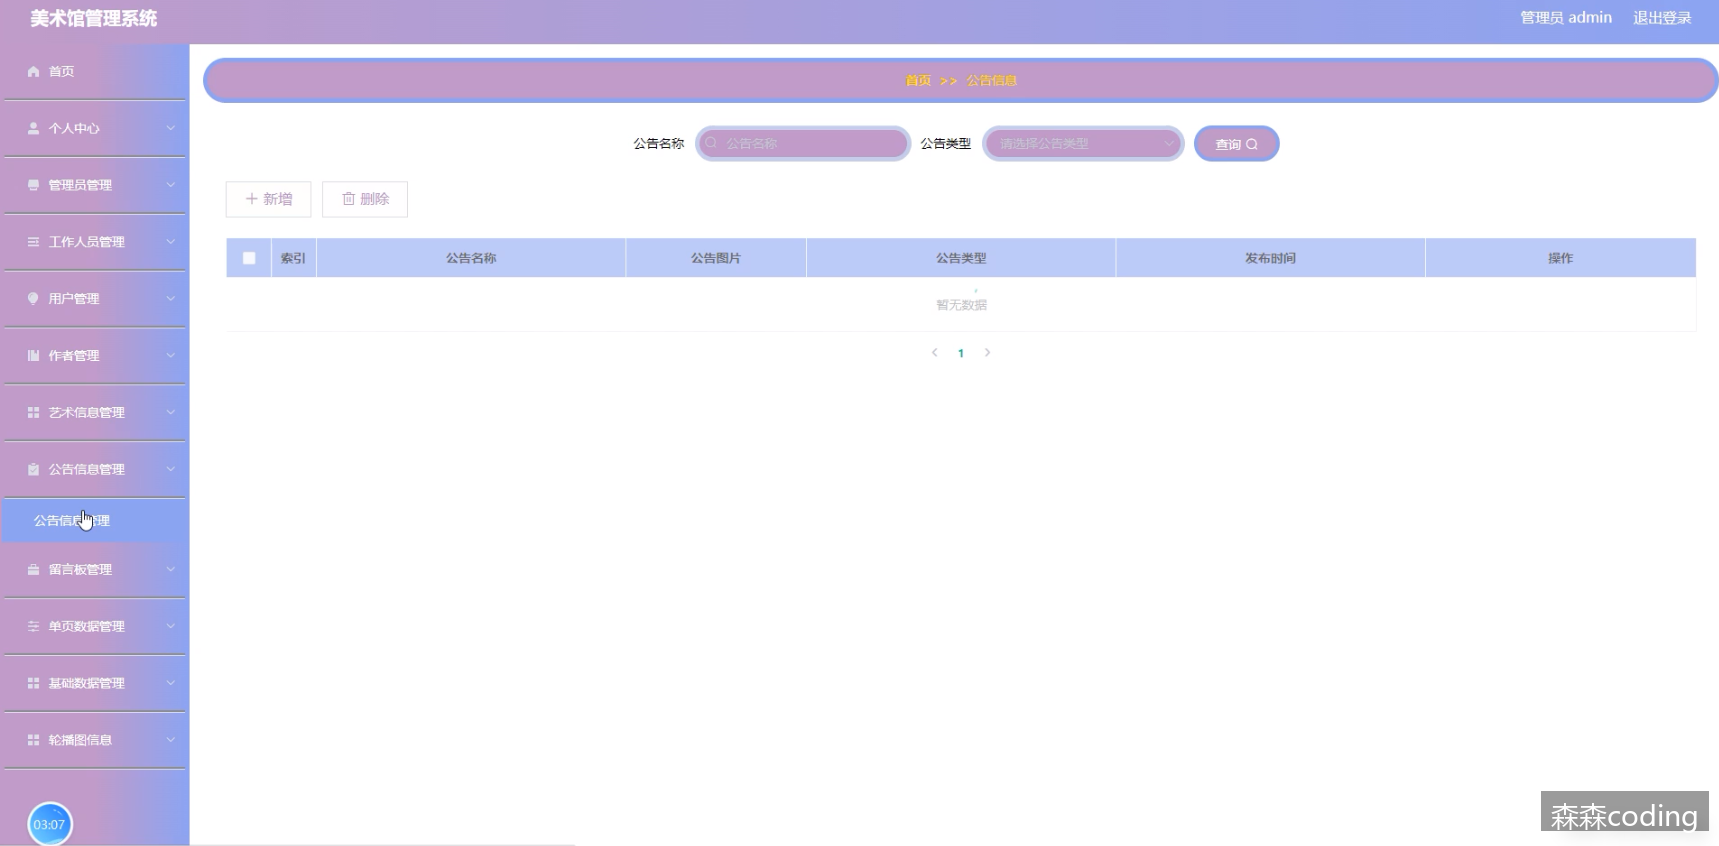 美术馆管理系统
管理员 admin 退出登录
首页
个人中心
管理员管理
工作人员管理
用户管理
作者管理
艺术信息管理
公告信息管理
公告信息管理
留言板管理
单页数据管理
基础数据管理
轮播图信息
03:07
首页 >> 公告信息
公告名称 公告名称 公告类型 请选择公告类型 查询
新增 删除
索引 公告名称 公告图片 公告类型 发布时间 操作
暂无数据
1
森森coding